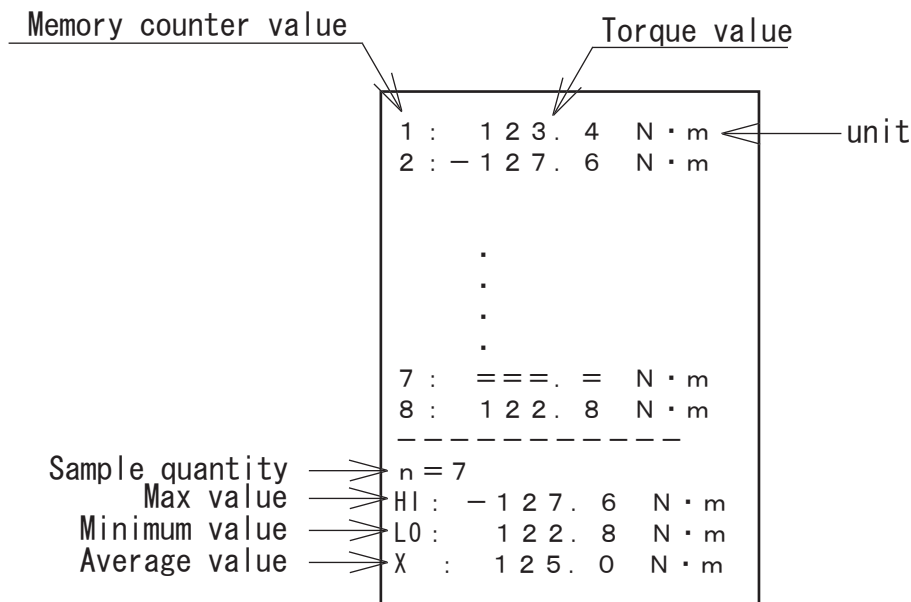 Memory counter value
Torque value
1: 123.4 N・m
unit
2:−127.6 N・m
.
.
.
.
7: ===.= N・m
8: 122.8 N・m
−−−−−−−−−−−
Sample quantity
n=7
Max value
HI: −127.6 N・m
Minimum value
LO: 122.8 N・m
Average value
X : 125.0 N・m